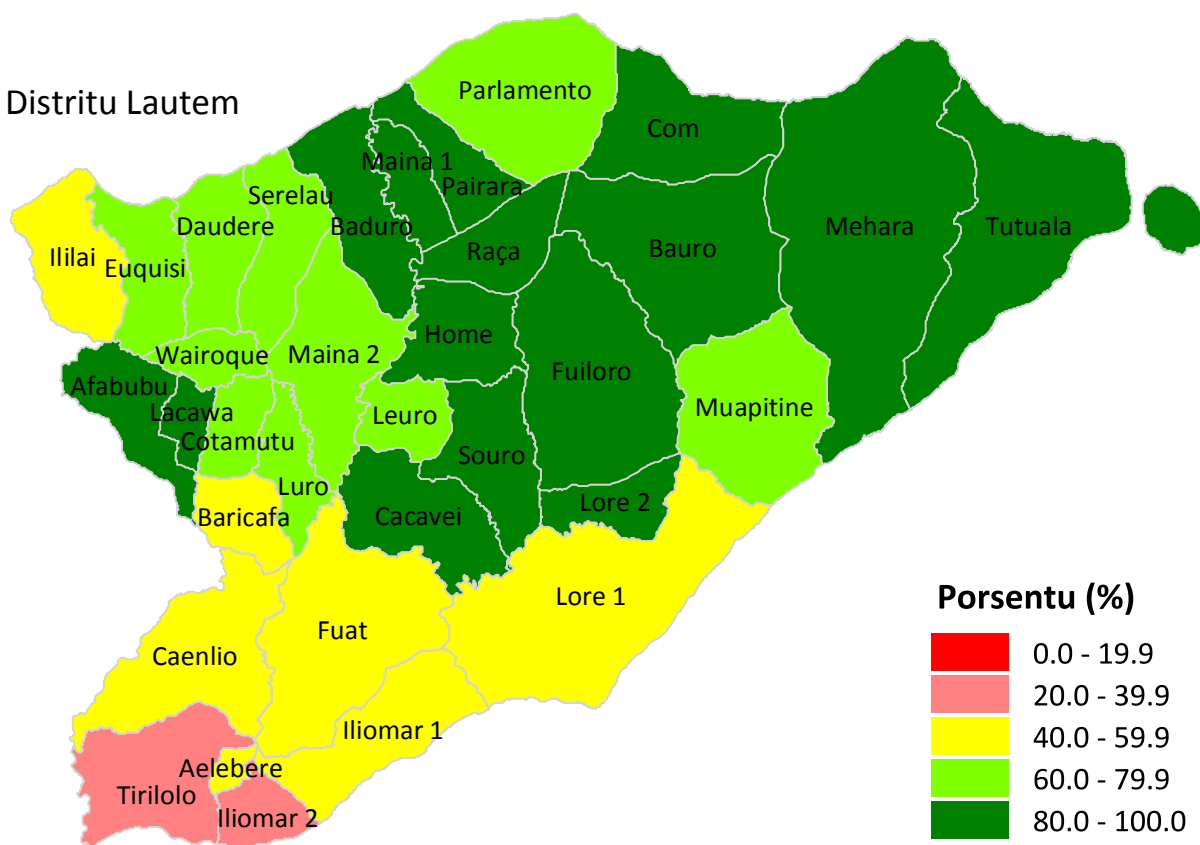 Distritu Lautem
Parlamento
Com
Maina 1
Pairara
Serelau
Daudere
Baduro
Mehara
Tutuala
Ililai
Euquisi
Raça
Bauro
Home
Wairoque
Maina 2
Fuiloro
Afabubu
Lacawa
Leuro
Muapitine
Cotamutu
Souro
Luro
Lore 2
Baricafa
Cacavei
Lore 1
Fuat
Caenlio
Iliomar 1
Aelebere
Tirilolo
Iliomar 2
Porsentu (%)
0.0 - 19.9
20.0 - 39.9
40.0 - 59.9
60.0 - 79.9
80.0 - 100.0